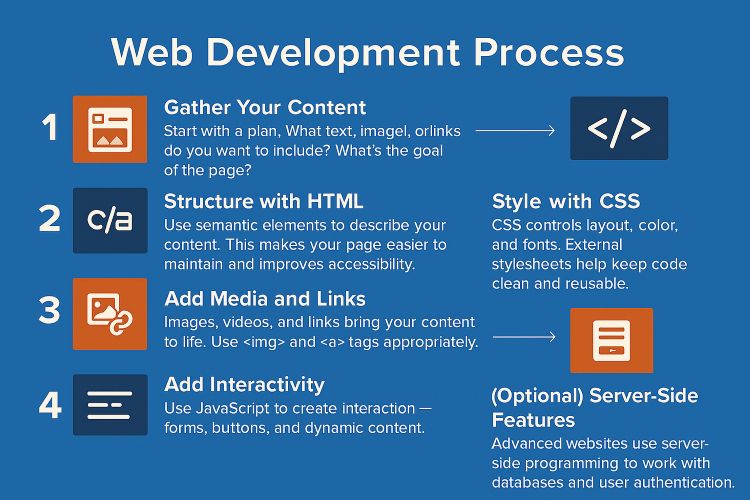 Web Development Process
1
Gather Your Content
Start with a plan, What text, imagel, orlinks
do you want to include? What's the goal
of the page?
</>
2
c/a
Structure with HTML
Use semantic elements to describe your
content. This makes your page easier to
maintain and improves accessibility.
Style with CSS
CSS controls layout, color,
and fonts. External
stylesheets help keep code
clean and reusable.
3
Add Media and Links
Images, videos, and links bring your content
to life. Use <img> and <a> tags appropriately.
4
Add Interactivity
Use JavaScript to create interaction —
forms, buttons, and dynamic content.
(Optional) Server-Side
Features
Advanced websites use server-
side programming to work with
databases and user authentication.